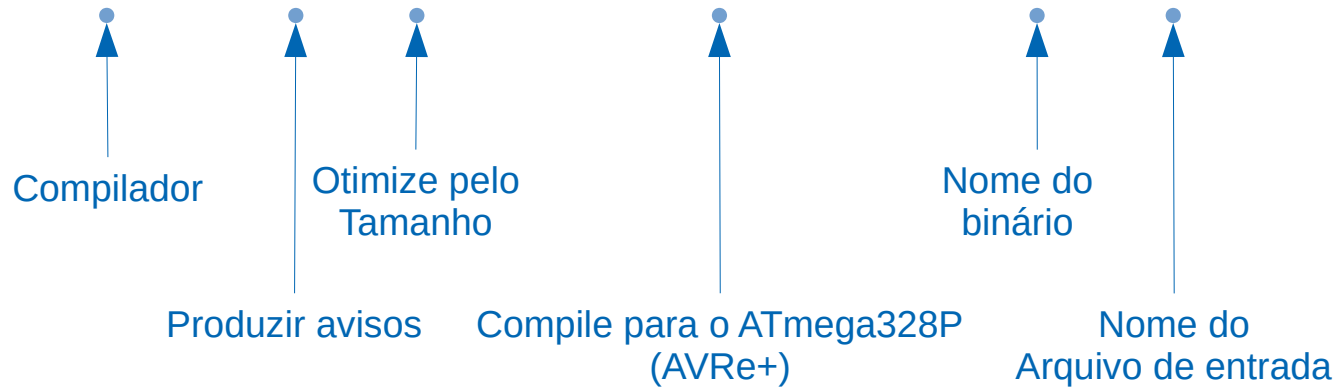 Compilador
Otimize pelo
Tamanho
Nome do
binário
Produzir avisos
Compile para o ATmega328P
(AVRe+)
Nome do
Arquivo de entrada